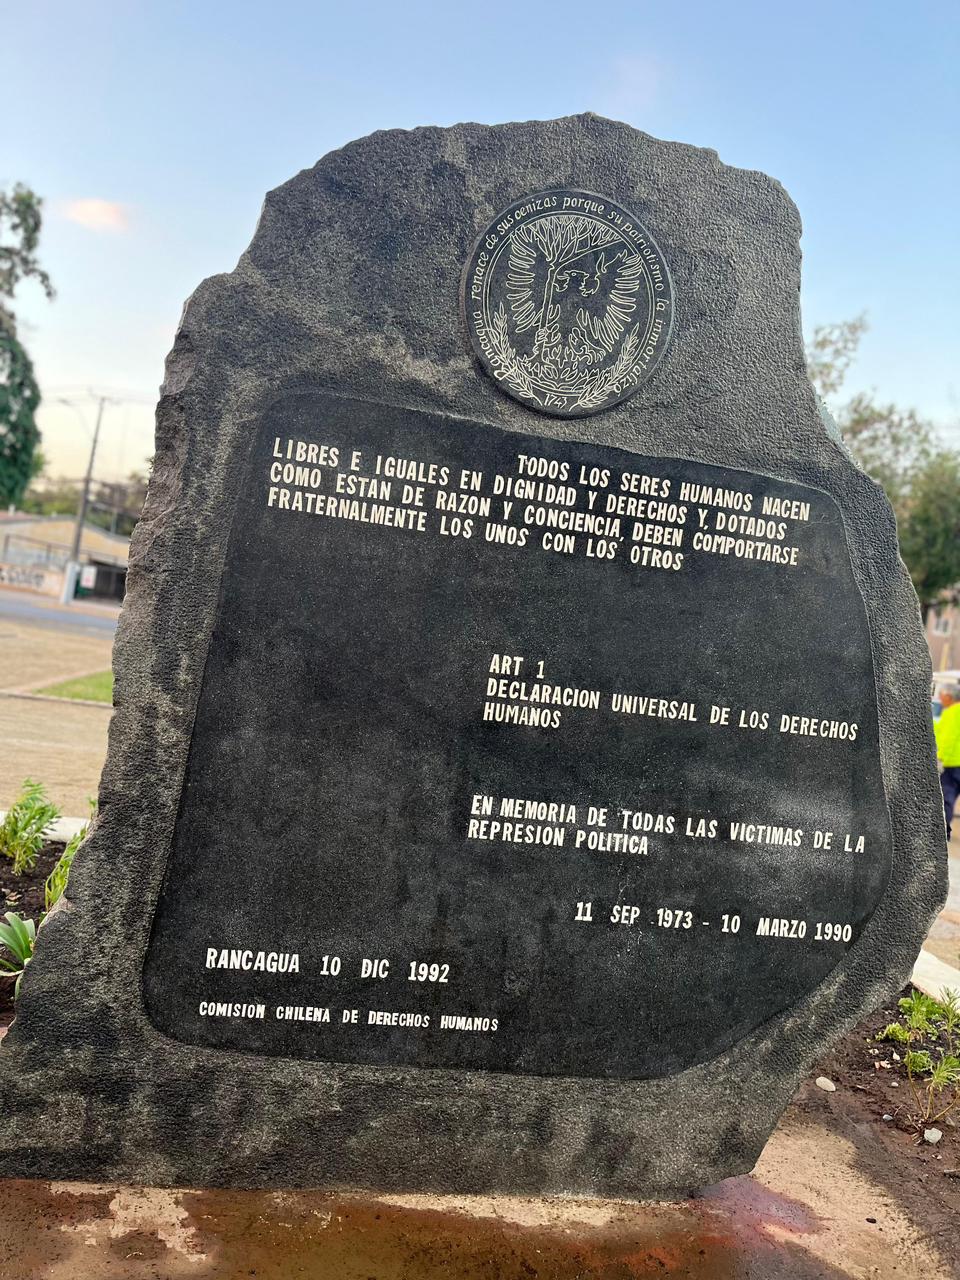 Rancagua renace de sus cenizas porque su patriotismo la inmortalizó
1743
TODOS LOS SERES HUMANOS NACEN
LIBRES E IGUALES EN DIGNIDAD Y DERECHOS Y, DOTADOS
COMO ESTAN DE RAZON Y CONCIENCIA, DEBEN COMPORTARSE
FRATERNALMENTE LOS UNOS CON LOS OTROS
ART 1
DECLARACION UNIVERSAL DE LOS DERECHOS
HUMANOS
EN MEMORIA DE TODAS LAS VICTIMAS DE LA
REPRESION POLITICA
11 SEP 1973 - 10 MARZO 1990
RANCAGUA 10 DIC 1992
COMISION CHILENA DE DERECHOS HUMANOS